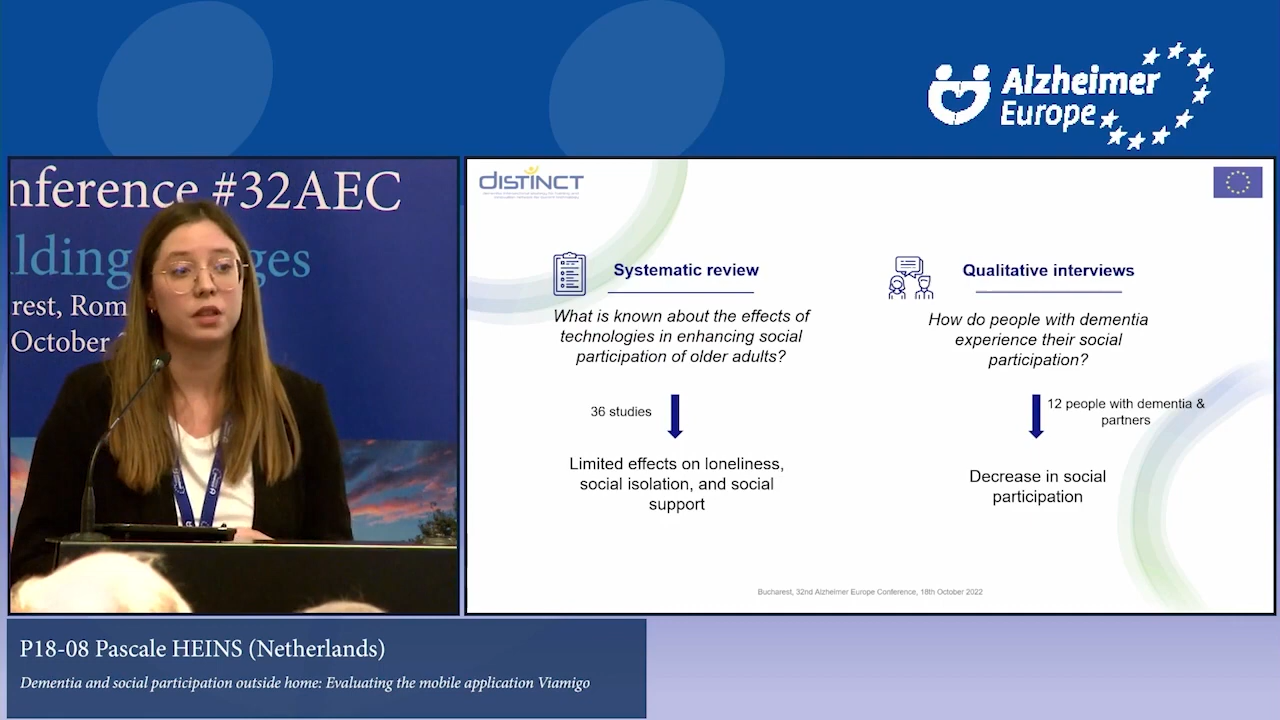 Alzheimer
Europe
nference #32AEC
lding
ges
rest, Rom
October
DISTINCT
Systematic review
What is known about the effects of
technologies in enhancing social
participation of older adults?
36 studies
Limited effects on loneliness,
social isolation, and social
support
Qualitative interviews
How do people with dementia
experience their social
participation?
12 people with dementia &
partners
Decrease in social
participation
Bucharest, 32nd Alzheimer Europe Conference, 18th October 2022
P18-08 Pascale HEINS (Netherlands)
Dementia and social participation outside home: Evaluating the mobile application Viamigo